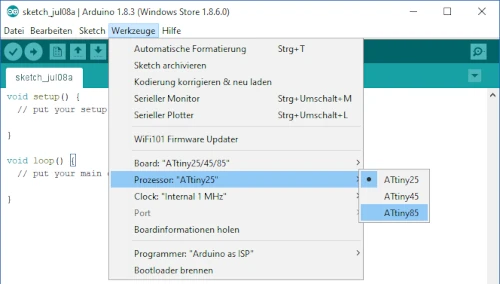 sketch_jul08a | Arduino 1.8.3 (Windows Store 1.8.6.0)
Datei Bearbeiten Sketch Werkzeuge Hilfe
sketch_jul08a
Automatische Formatierung Strg+T
Sketch archivieren
Kodierung korrigieren & neu laden
Serieller Monitor Strg+Umschalt+M
Serieller Plotter Strg+Umschalt+L
WiFi101 Firmware Updater
Board: "ATtiny25/45/85"
Prozessor: "ATtiny25"
Clock: "Internal 1 MHz"
Port
Boardinformationen holen
Programmer: "Arduino as ISP"
Bootloader brennen
ATtiny25
ATtiny45
ATtiny85
void setup() {
// put your setup
}
void loop() {
// put your main
}